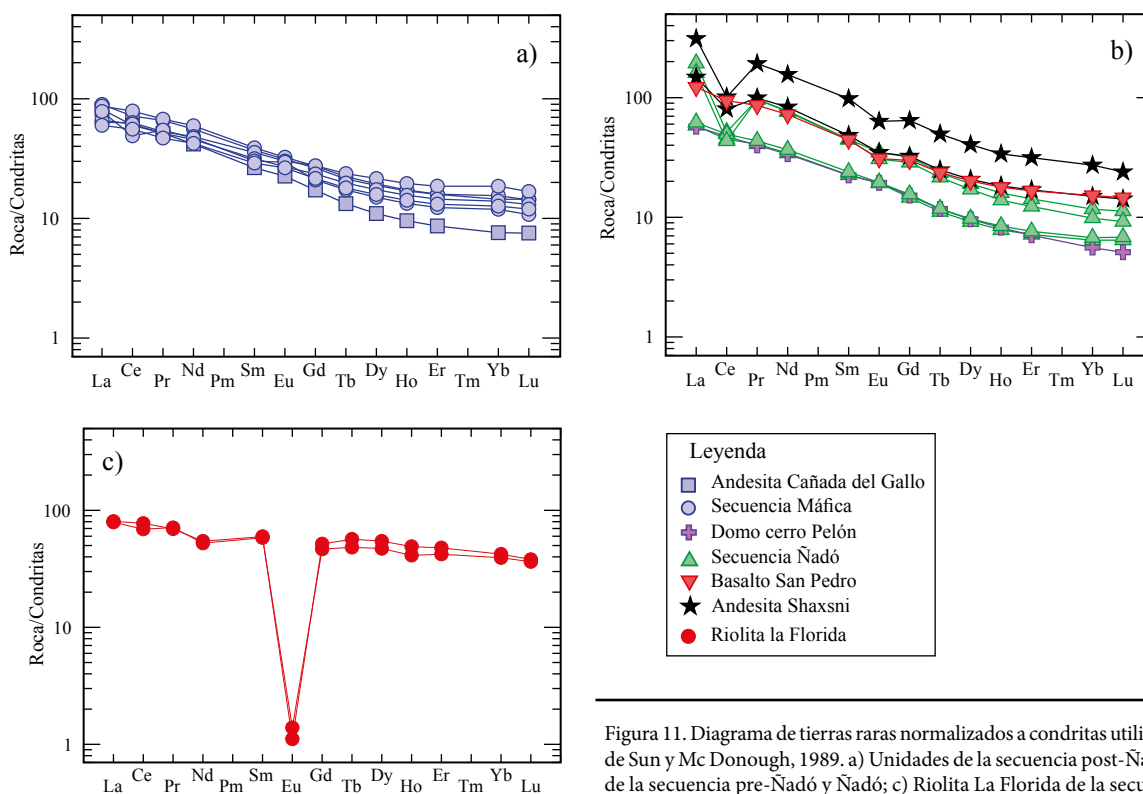 a)
Roca/Condritas
100
10
1
La Ce Pr Nd Pm Sm Eu Gd Tb Dy Ho Er Tm Yb Lu
b)
Roca/Condritas
100
10
1
La Ce Pr Nd Pm Sm Eu Gd Tb Dy Ho Er Tm Yb Lu
c)
Roca/Condritas
100
10
1
La Ce Pr Nd Pm Sm Eu Gd Tb Dy Ho Er Tm Yb Lu
Leyenda
Andesita Cañada del Gallo
Secuencia Máfica
Domo cerro Pelón
Secuencia Ñadó
Basalto San Pedro
Andesita Shaxsni
Riolita la Florida
Figura 11. Diagrama de tierras raras normalizados a condritas utili
de Sun y Mc Donough, 1989. a) Unidades de la secuencia post-Ña
de la secuencia pre-Ñadó y Ñadó; c) Riolita La Florida de la secu